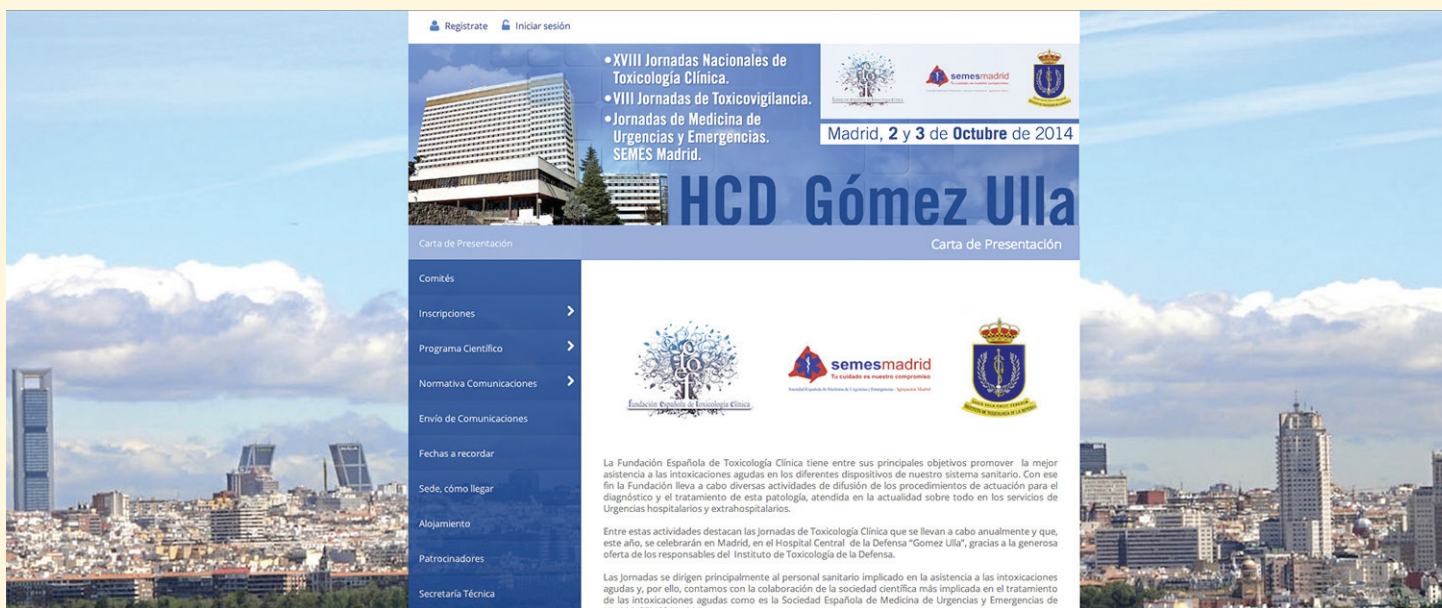 Registrate Iniciar sesión
•XVIII Jornadas Nacionales de
Toxicología Clínica.
•VIII Jornadas de Toxicovigilancia.
•Jornadas de Medicina de
Urgencias y Emergencias.
SEMES Madrid.
semesmadrid
Madrid, 2 y 3 de Octubre de 2014
HCD Gómez Ulla
Carta de Presentación
Carta de Presentación
Comités
Inscripciones
Programa Científico
Normativa Comunicaciones
Envío de Comunicaciones
Fechas a recordar
Sede, cómo llegar
Alojamiento
Patrocinadores
Secretaría Técnica
Fundación Española de Toxicología Clínica
semesmadrid
Tu cuidado es nuestro compromiso
Sociedad Española de Medicina de Urgencias y Emergencias - Agrupación Madrid
La Fundación Española de Toxicología Clínica tiene entre sus principales objetivos promover la mejor
asistencia a las intoxicaciones agudas en los diferentes dispositivos de nuestro sistema sanitario. Con ese
fin la Fundación lleva a cabo diversas actividades de difusión de los procedimientos de actuación para el
diagnóstico y el tratamiento de esta patología, atendida en la actualidad sobre todo en los servicios de
Urgencias hospitalarios y extrahospitalarios.
Entre estas actividades destacan las Jornadas de Toxicología Clínica que se llevan a cabo anualmente y que,
este año, se celebrarán en Madrid, en el Hospital Central de la Defensa “Gomez Ulla”, gracias a la generosa
oferta de los responsables del Instituto de Toxicología de la Defensa.
Las Jornadas se dirigen principalmente al personal sanitario implicado en la asistencia a las intoxicaciones
agudas y, por ello, contamos con la colaboración de la sociedad científica más implicada en el tratamiento
de las intoxicaciones agudas como es la Sociedad Española de Medicina de Urgencias y Emergencias de